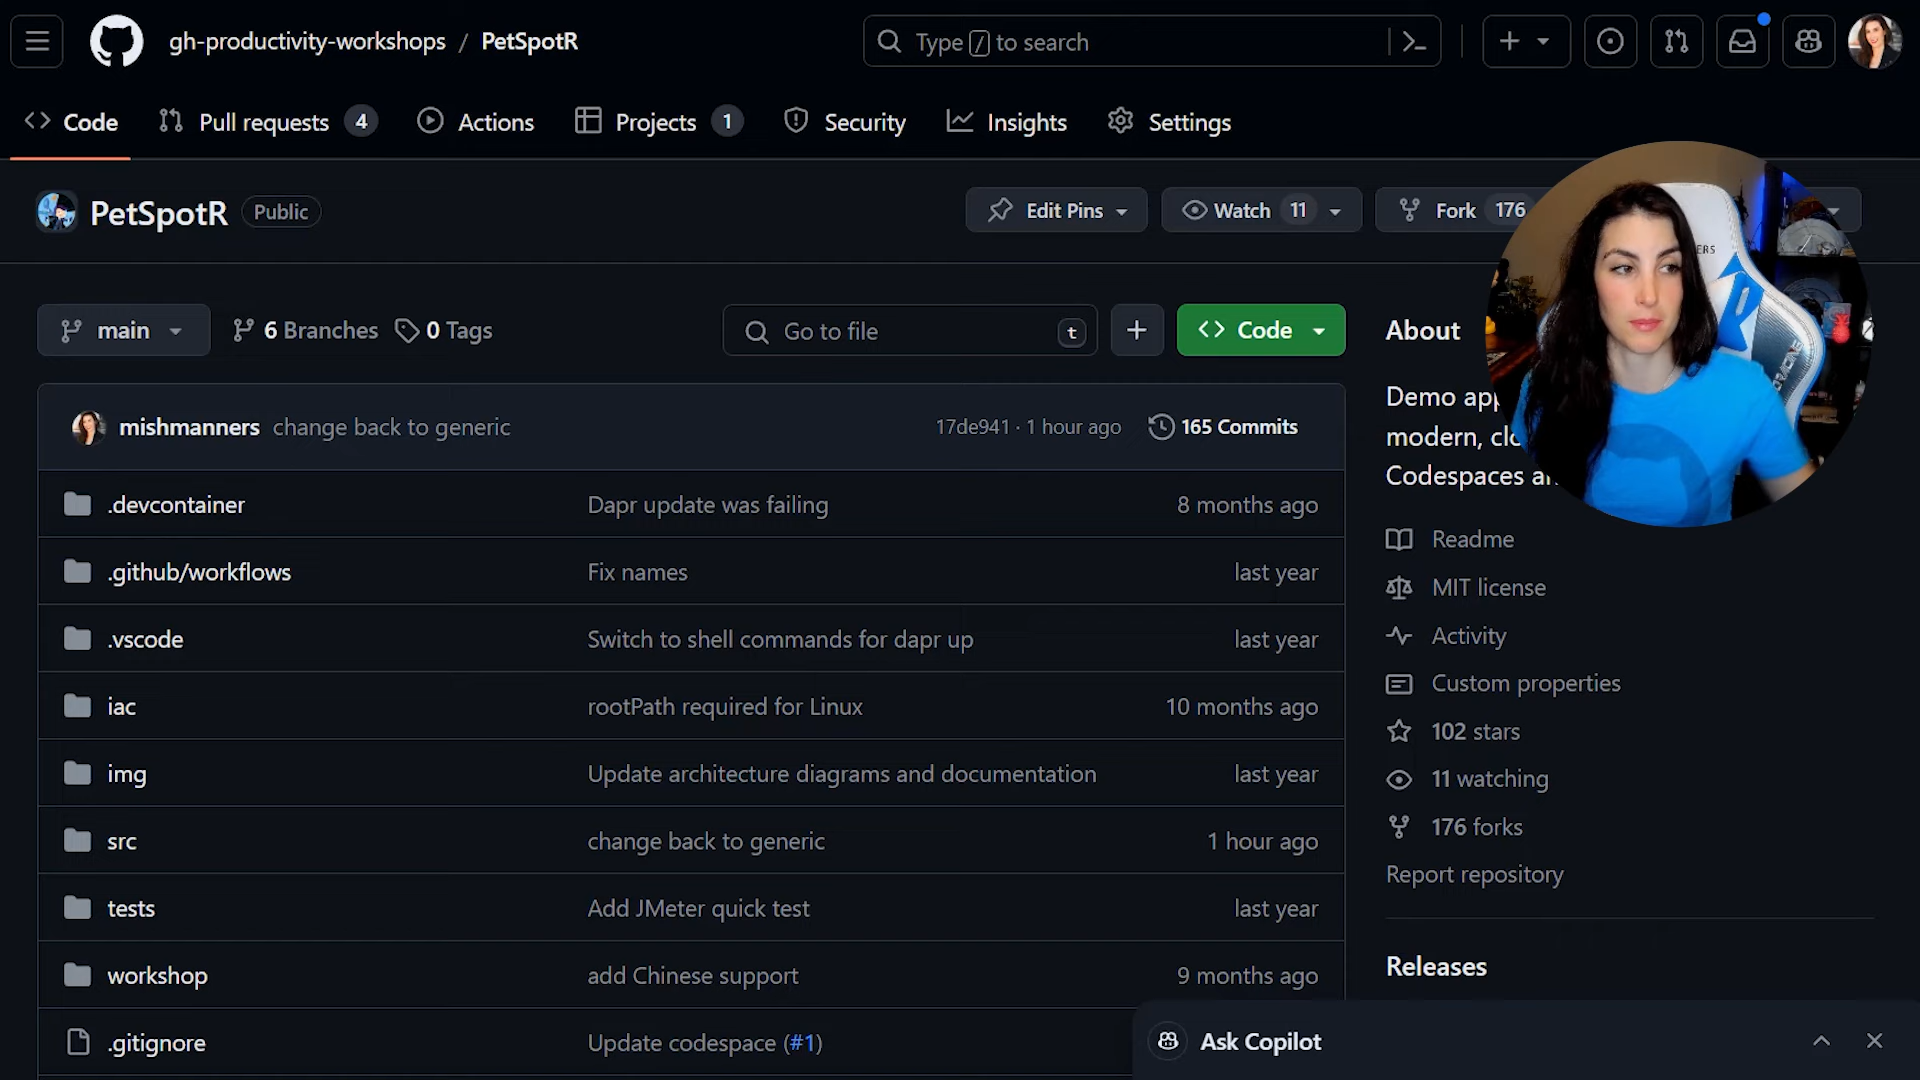 gh-productivity-workshops / PetSpotR
Type / to search
Code
Pull requests 4
Actions
Projects 1
Security
Insights
Settings
PetSpotR Public
Edit Pins
Watch 11
Fork 176
main
6 Branches
0 Tags
Go to file t
Code
mishmanners change back to generic 17de941 · 1 hour ago 165 Commits
.devcontainer Dapr update was failing 8 months ago
.github/workflows Fix names last year
.vscode Switch to shell commands for dapr up last year
iac rootPath required for Linux 10 months ago
img Update architecture diagrams and documentation last year
src change back to generic 1 hour ago
tests Add JMeter quick test last year
workshop add Chinese support 9 months ago
.gitignore Update codespace (#1)
About
Demo
modern,
Codespaces
Readme
MIT license
Activity
Custom properties
102 stars
11 watching
176 forks
Report repository
Releases
Ask Copilot